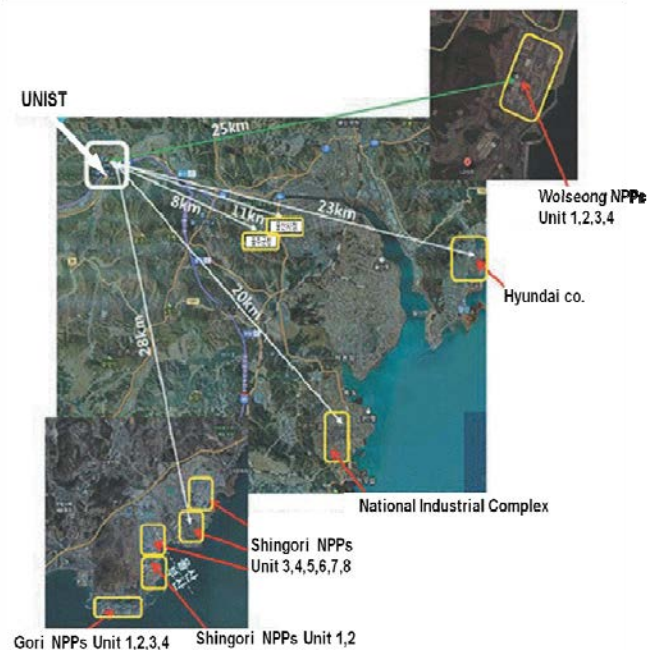 UNIST
25km
Wolseong NPPs
Unit 1,2,3,4
8km
11kn
23km
Hyundai co.
20km
28km
National Industrial Complex
Shingori NPPs
Unit 3,4,5,6,7,8
Gori NPPs Unit 1,2,3,4
Shingori NPPs Unit 1,2